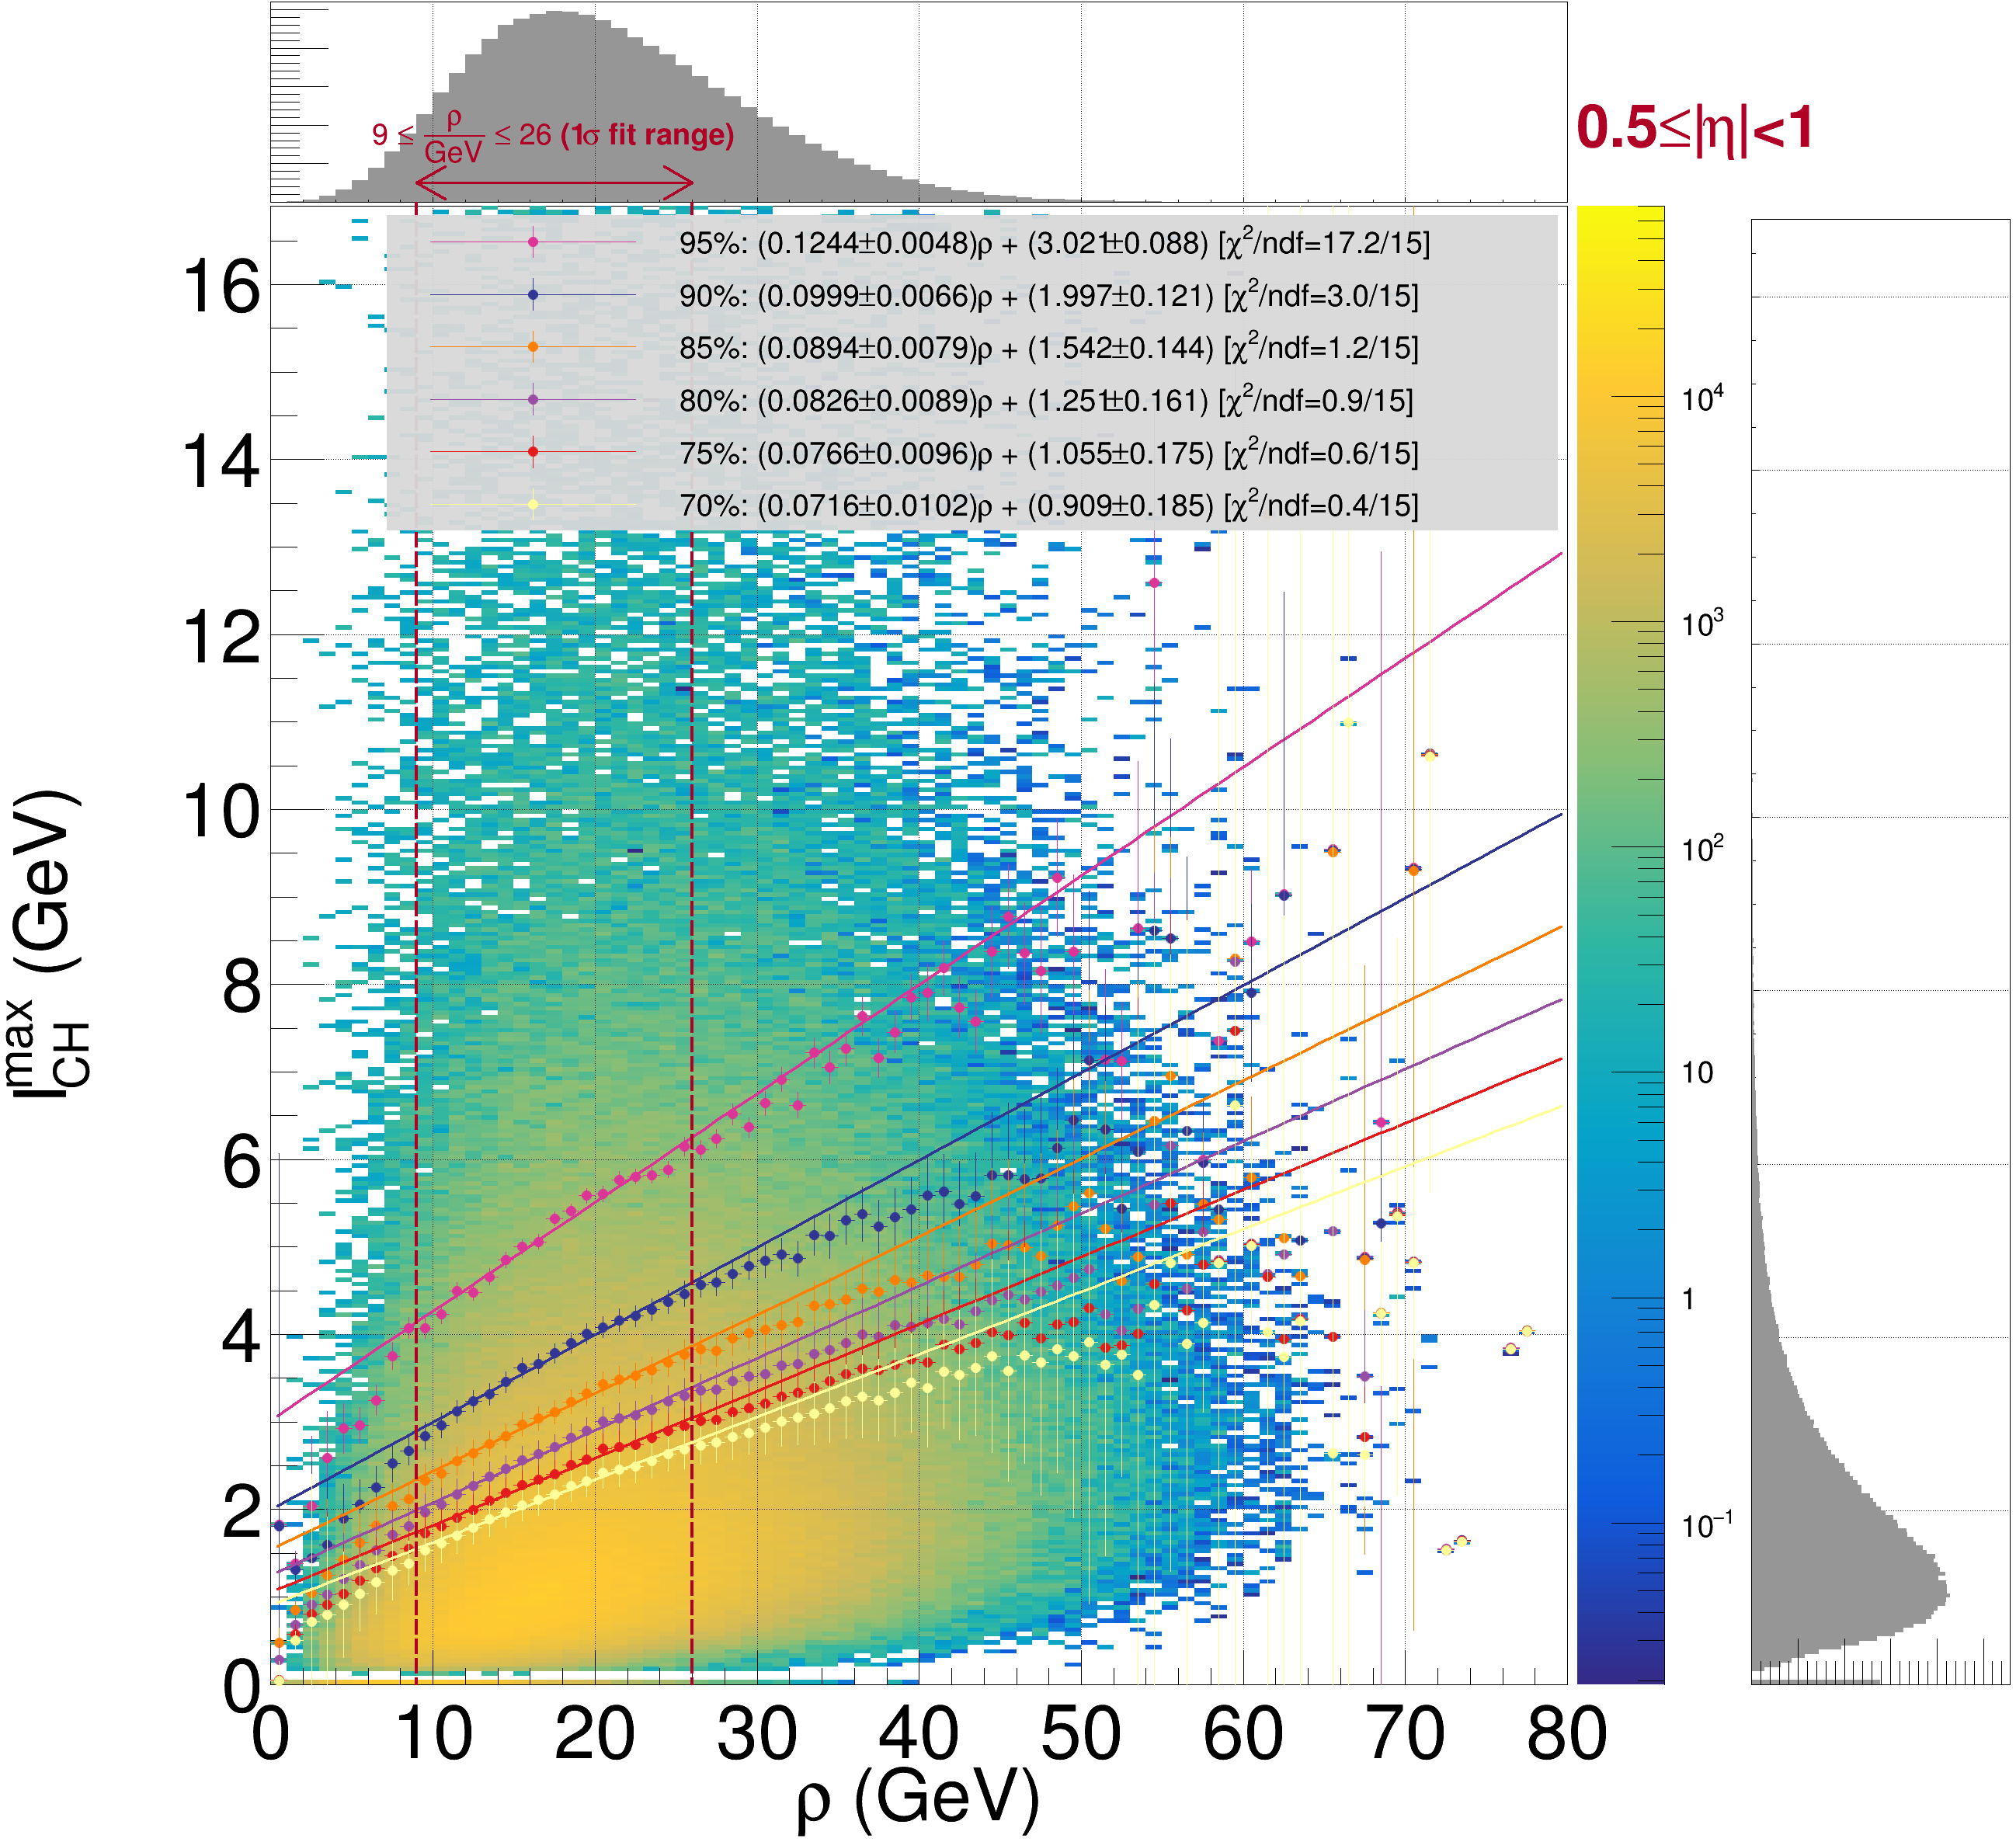 9 ≤ ρ/GeV ≤ 26 (1σ fit range)
0.5≤|η|<1
95%: (0.1244±0.0048)ρ + (3.021±0.088) [χ²/ndf=17.2/15]
90%: (0.0999±0.0066)ρ + (1.997±0.121) [χ²/ndf=3.0/15]
85%: (0.0894±0.0079)ρ + (1.542±0.144) [χ²/ndf=1.2/15]
80%: (0.0826±0.0089)ρ + (1.251±0.161) [χ²/ndf=0.9/15]
75%: (0.0766±0.0096)ρ + (1.055±0.175) [χ²/ndf=0.6/15]
70%: (0.0716±0.0102)ρ + (0.909±0.185) [χ²/ndf=0.4/15]
16
14
12
10
8
6
4
2
0
I_CH^max (GeV)
0 10 20 30 40 50 60 70 80
ρ (GeV)
10⁴
10³
10²
10
1
10⁻¹